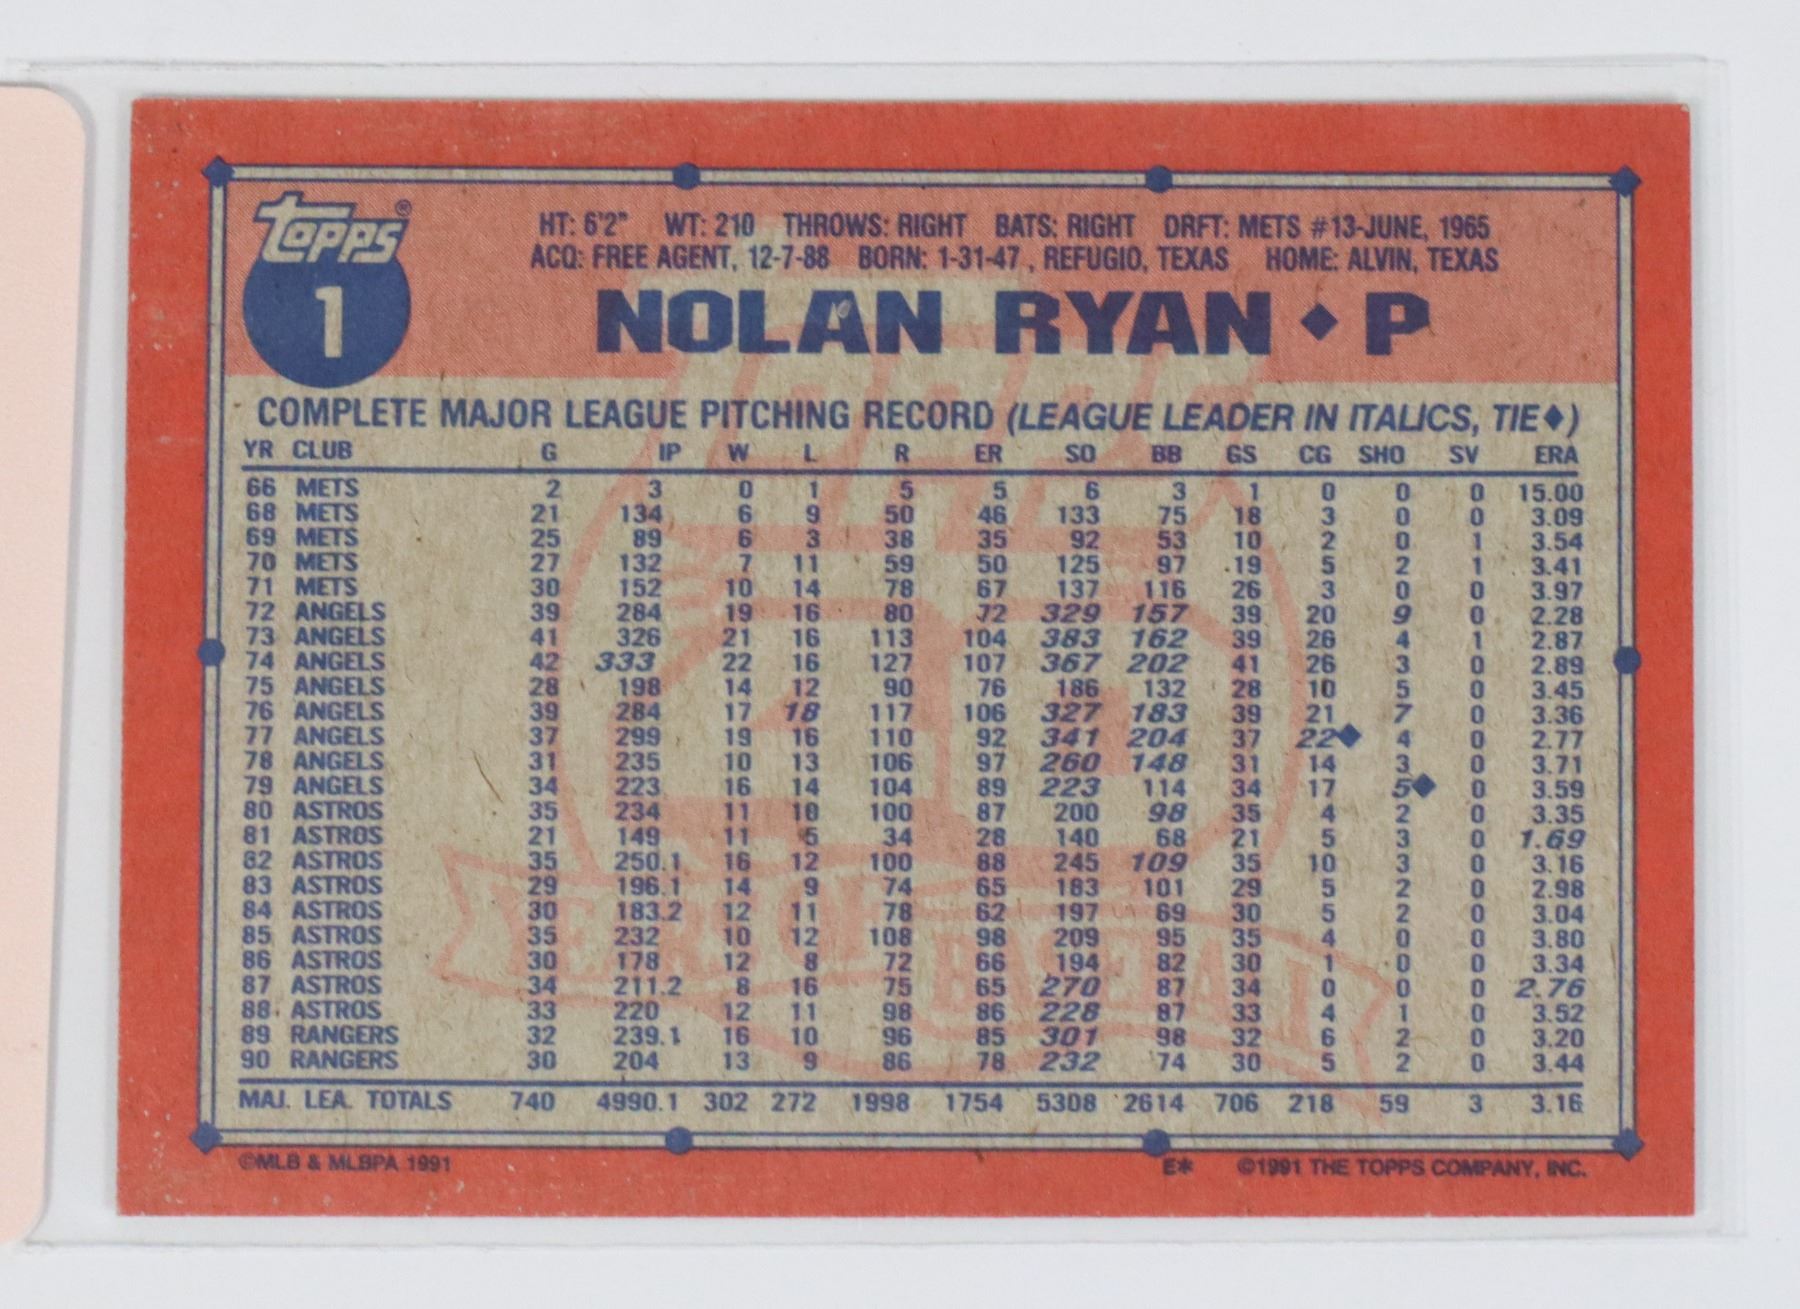 Topps®
1
HT: 6'2" WT: 210 THROWS: RIGHT BATS: RIGHT DRFT: METS #13-JUNE, 1965
ACQ: FREE AGENT, 12-7-88 BORN: 1-31-47, REFUGIO, TEXAS HOME: ALVIN, TEXAS
NOLAN RYAN ◆ P
COMPLETE MAJOR LEAGUE PITCHING RECORD (LEAGUE LEADER IN ITALICS, TIE◆)
YR CLUB G IP W L R ER SO BB GS CG SHO SV ERA
66 METS 2 3 0 1 5 5 6 3 1 0 0 0 15.00
68 METS 21 134 6 9 50 46 133 75 18 3 0 0 3.09
69 METS 25 89 6 3 38 35 92 53 10 2 0 1 3.54
70 METS 27 132 7 11 59 50 125 97 19 5 2 1 3.41
71 METS 30 152 10 14 78 67 137 116 26 3 0 0 3.97
72 ANGELS 39 284 19 16 80 72 329 157 39 20 9 0 2.28
73 ANGELS 41 326 21 16 113 104 383 162 39 26 4 1 2.87
74 ANGELS 42 333 22 16 127 107 367 202 41 26 3 0 2.89
75 ANGELS 28 198 14 12 90 76 186 132 28 10 5 0 3.45
76 ANGELS 39 284 17 18 117 106 327 183 39 21 7 0 3.36
77 ANGELS 37 299 19 16 110 92 341 204 37 22◆ 4 0 2.77
78 ANGELS 31 235 10 13 106 97 260 148 31 14 3 0 3.71
79 ANGELS 34 223 16 14 104 89 223 114 34 17 5◆ 0 3.59
80 ASTROS 35 234 11 10 100 87 200 98 35 4 2 0 3.35
81 ASTROS 21 149 11 5 34 28 140 68 21 5 3 0 1.69
82 ASTROS 35 250.1 16 12 100 88 245 109 35 10 3 0 3.16
83 ASTROS 29 196.1 14 9 74 65 183 101 29 5 2 0 2.98
84 ASTROS 30 183.2 12 11 78 62 197 69 30 5 2 0 3.04
85 ASTROS 35 232 10 12 108 98 209 95 35 4 0 0 3.80
86 ASTROS 30 178 12 8 72 66 194 82 30 1 0 0 3.34
87 ASTROS 34 211.2 8 16 75 65 270 87 34 0 0 0 2.76
88 ASTROS 33 220 12 11 98 86 228 87 33 4 1 0 3.52
89 RANGERS 32 239.1 16 10 96 85 301 98 32 6 2 0 3.20
90 RANGERS 30 204 13 9 86 78 232 74 30 5 2 0 3.44
MAJ. LEA. TOTALS 740 4990.1 302 272 1998 1754 5308 2614 706 218 59 3 3.16
YEARS OF BASEBALL
©MLB & MLBPA 1991 E* ©1991 THE TOPPS COMPANY, INC.